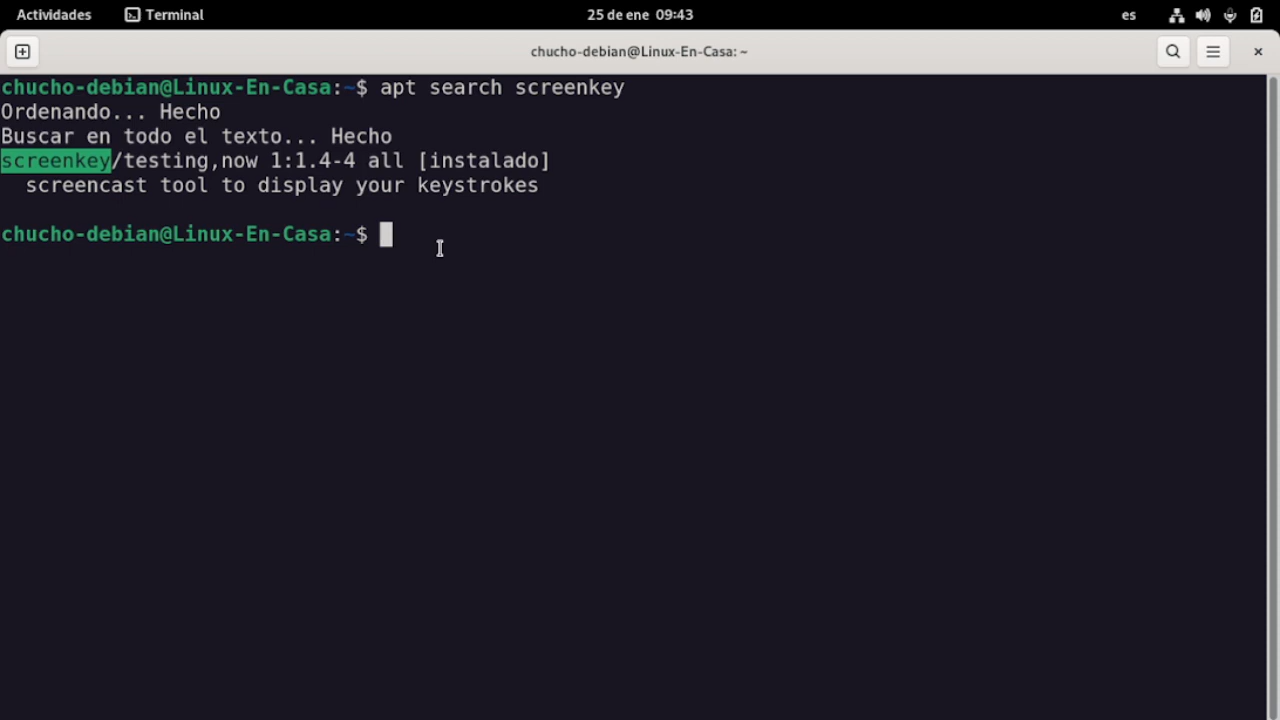 Actividades Terminal 25 de ene 09:43 es
chucho-debian@Linux-En-Casa: ~
chucho-debian@Linux-En-Casa:~$ apt search screenkey
Ordenando... Hecho
Buscar en todo el texto... Hecho
screenkey/testing,now 1:1.4-4 all [instalado]
  screencast tool to display your keystrokes
chucho-debian@Linux-En-Casa:~$